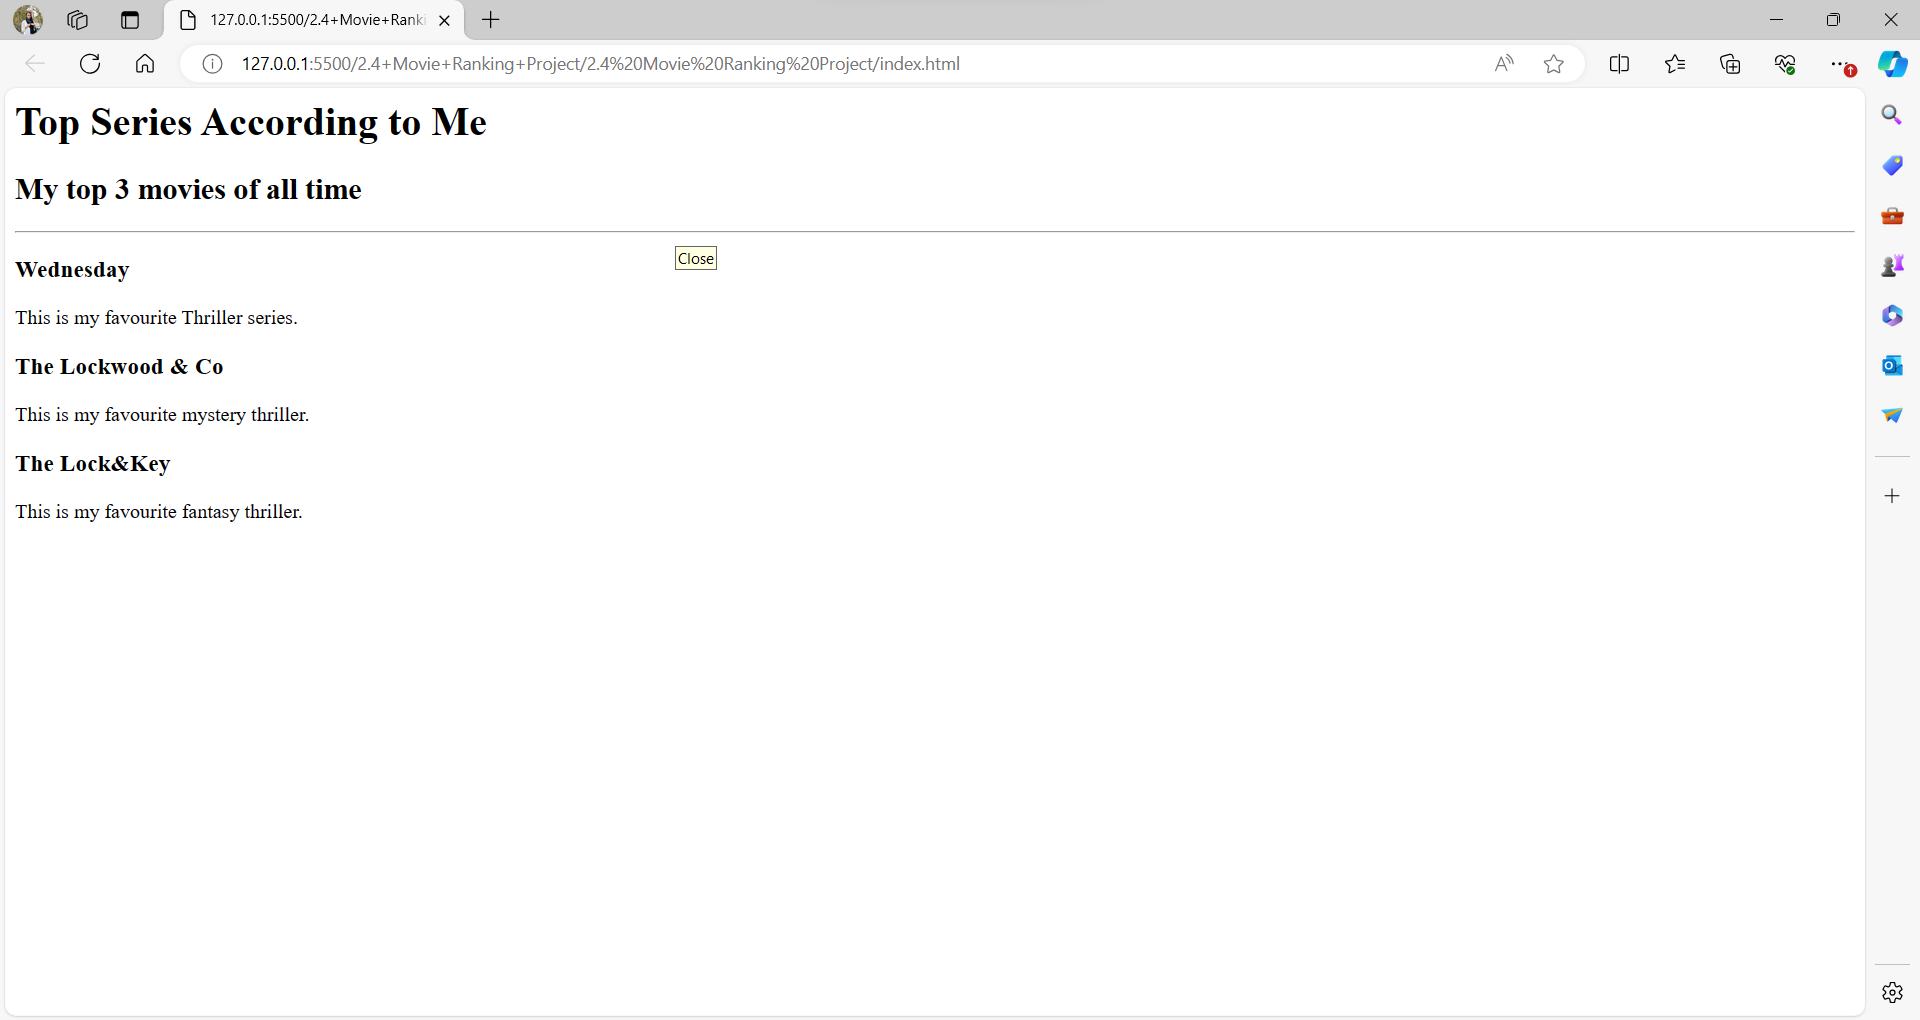 127.0.0.1:5500/2.4+Movie+Ranki
127.0.0.1:5500/2.4+Movie+Ranking+Project/2.4%20Movie%20Ranking%20Project/index.html
Top Series According to Me
My top 3 movies of all time
Close
Wednesday
This is my favourite Thriller series.
The Lockwood & Co
This is my favourite mystery thriller.
The Lock&Key
This is my favourite fantasy thriller.